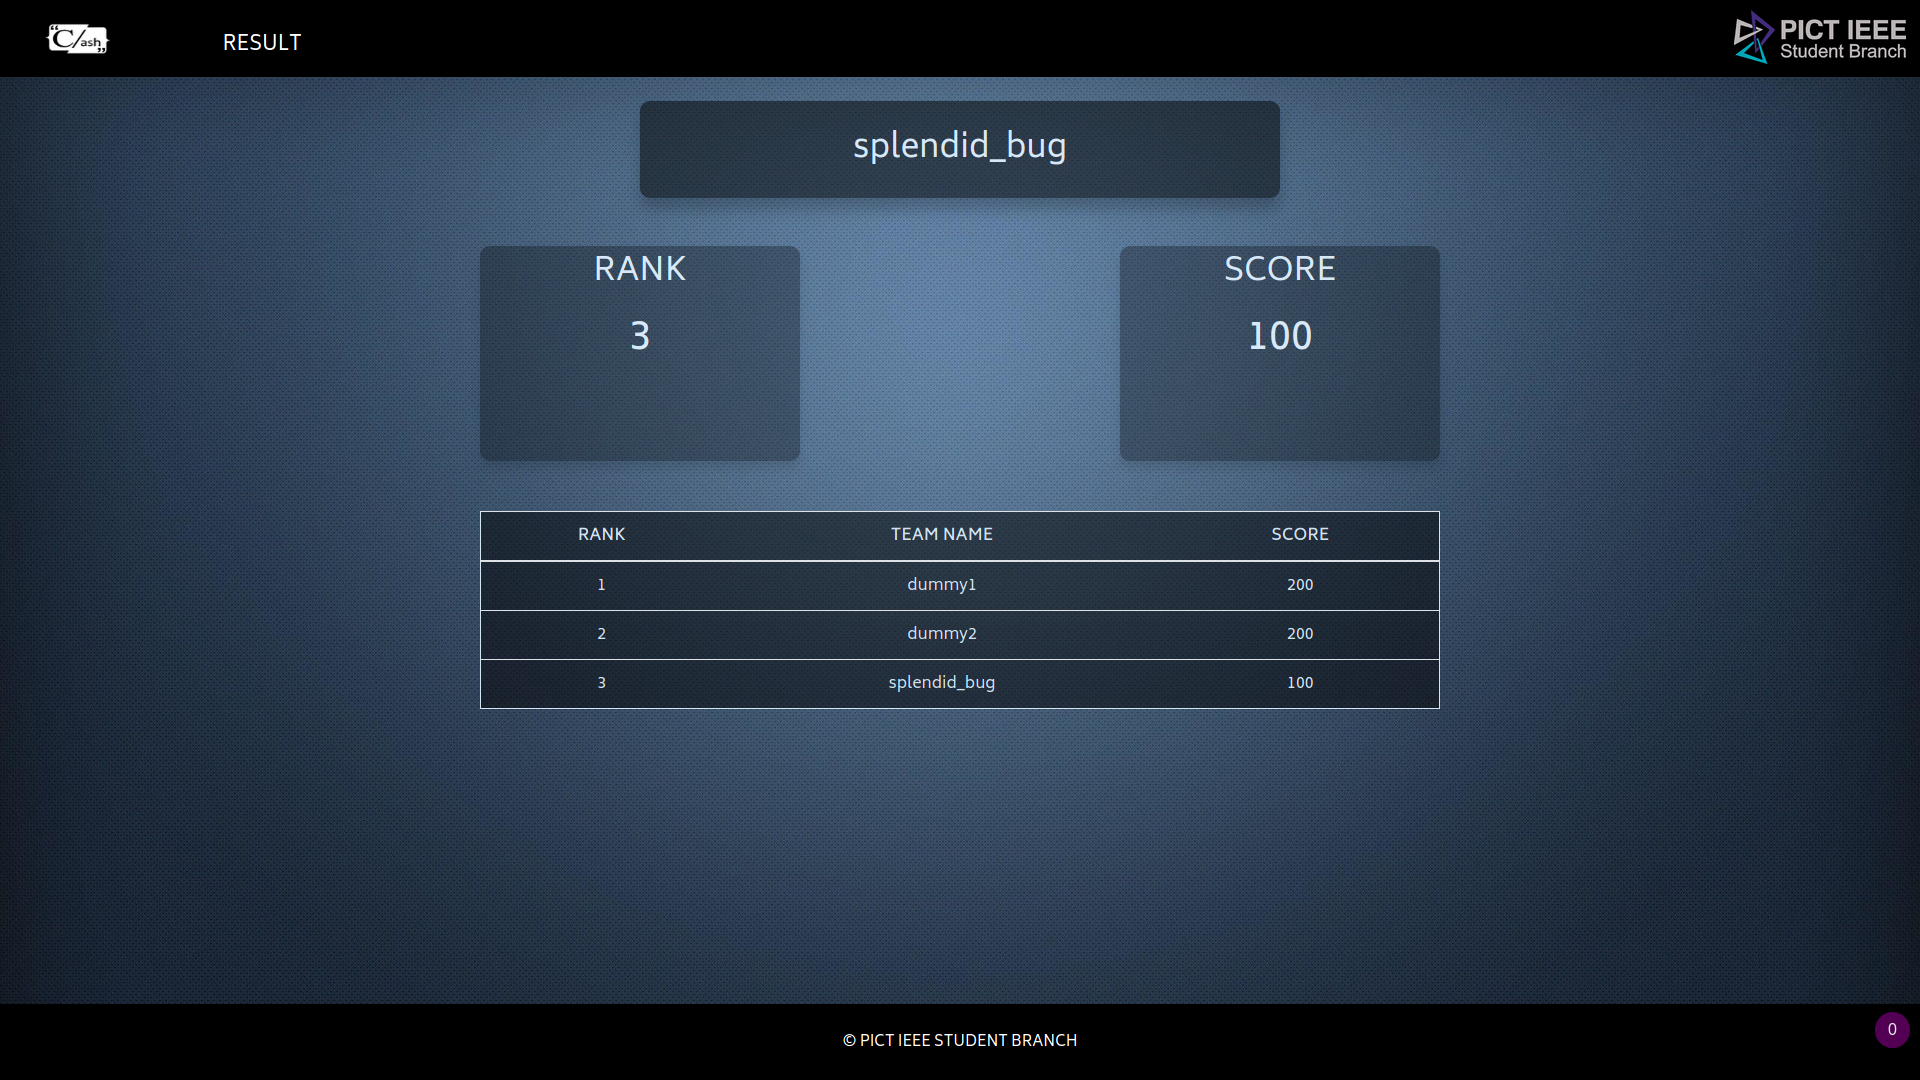 "C/ash"
RESULT
PICT IEEE
Student Branch
splendid_bug
RANK
3
SCORE
100
RANK TEAM NAME SCORE
1 dummy1 200
2 dummy2 200
3 splendid_bug 100
© PICT IEEE STUDENT BRANCH
0